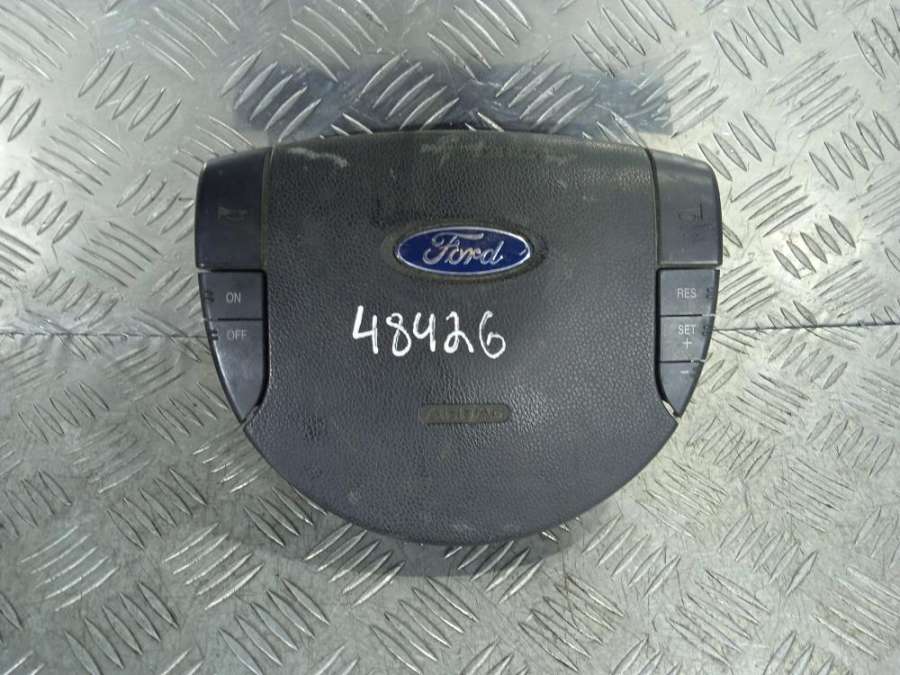 Ford
ON
RES
OFF
SET
+
48426
-
AIRBAG